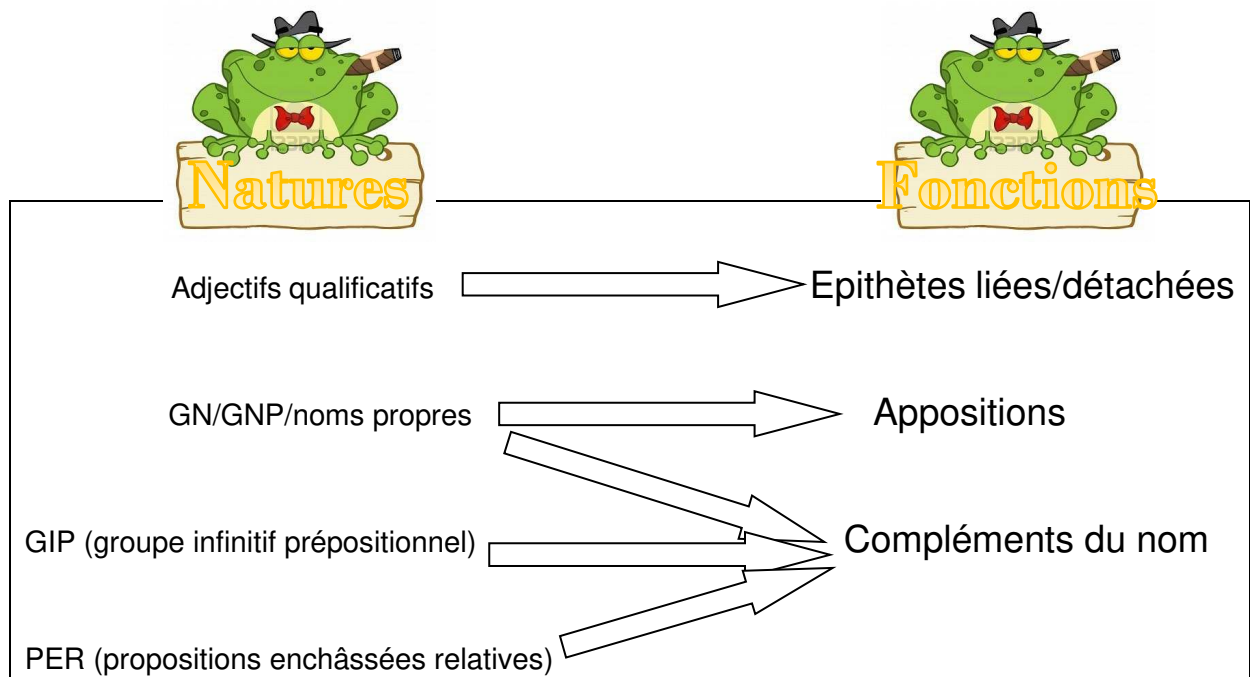 Natures
Fonctions
Adjectifs qualificatifs
Epithètes liées/détachées
GN/GNP/noms propres
Appositions
GIP (groupe infinitif prépositionnel)
Compléments du nom
PER (propositions enchâssées relatives)